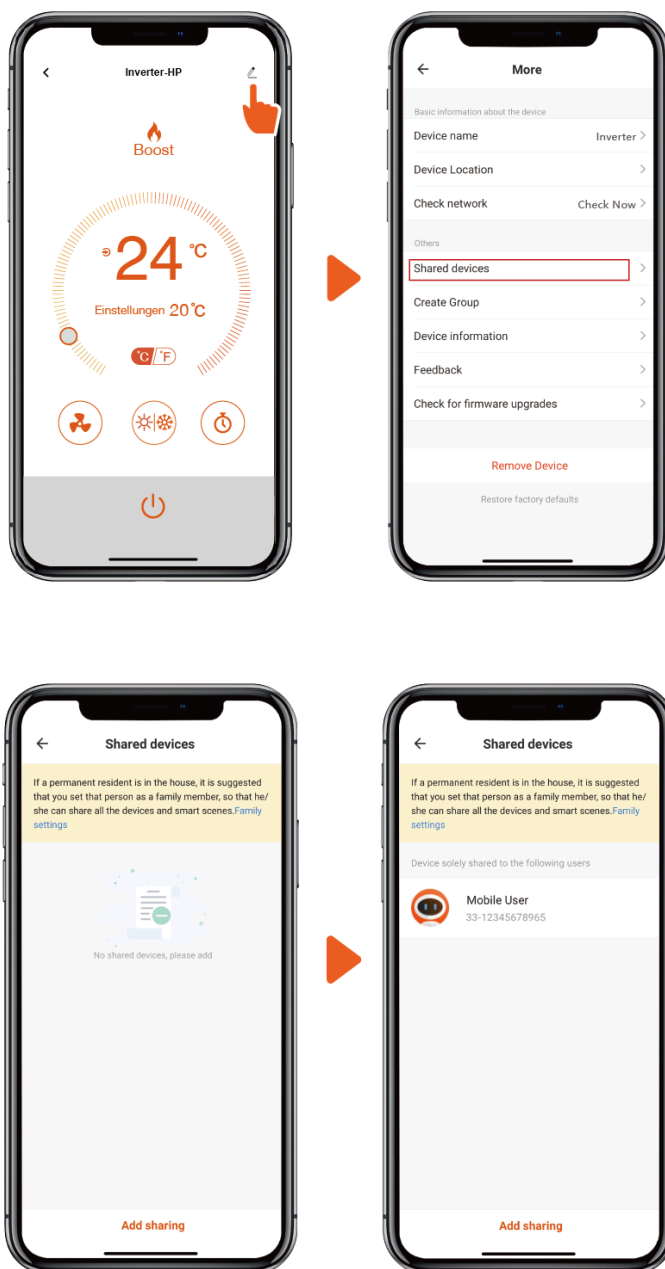 Inverter-HP
Boost
24 °C
Einstellungen 20°C
°C/°F
More
Basic information about the device
Device name Inverter
Device Location
Check network Check Now
Others
Shared devices
Create Group
Device information
Feedback
Check for firmware upgrades
Remove Device
Restore factory defaults
Shared devices
If a permanent resident is in the house, it is suggested
that you set that person as a family member, so that he/
she can share all the devices and smart scenes.Family
settings
No shared devices, please add
Add sharing
Shared devices
If a permanent resident is in the house, it is suggested
that you set that person as a family member, so that he/
she can share all the devices and smart scenes.Family
settings
Device solely shared to the following users
Mobile User
33-12345678965
Add sharing